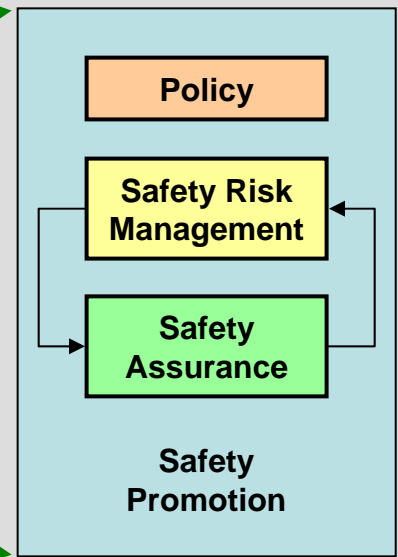 Policy
Safety Risk
Management
Safety
Assurance
Safety
Promotion